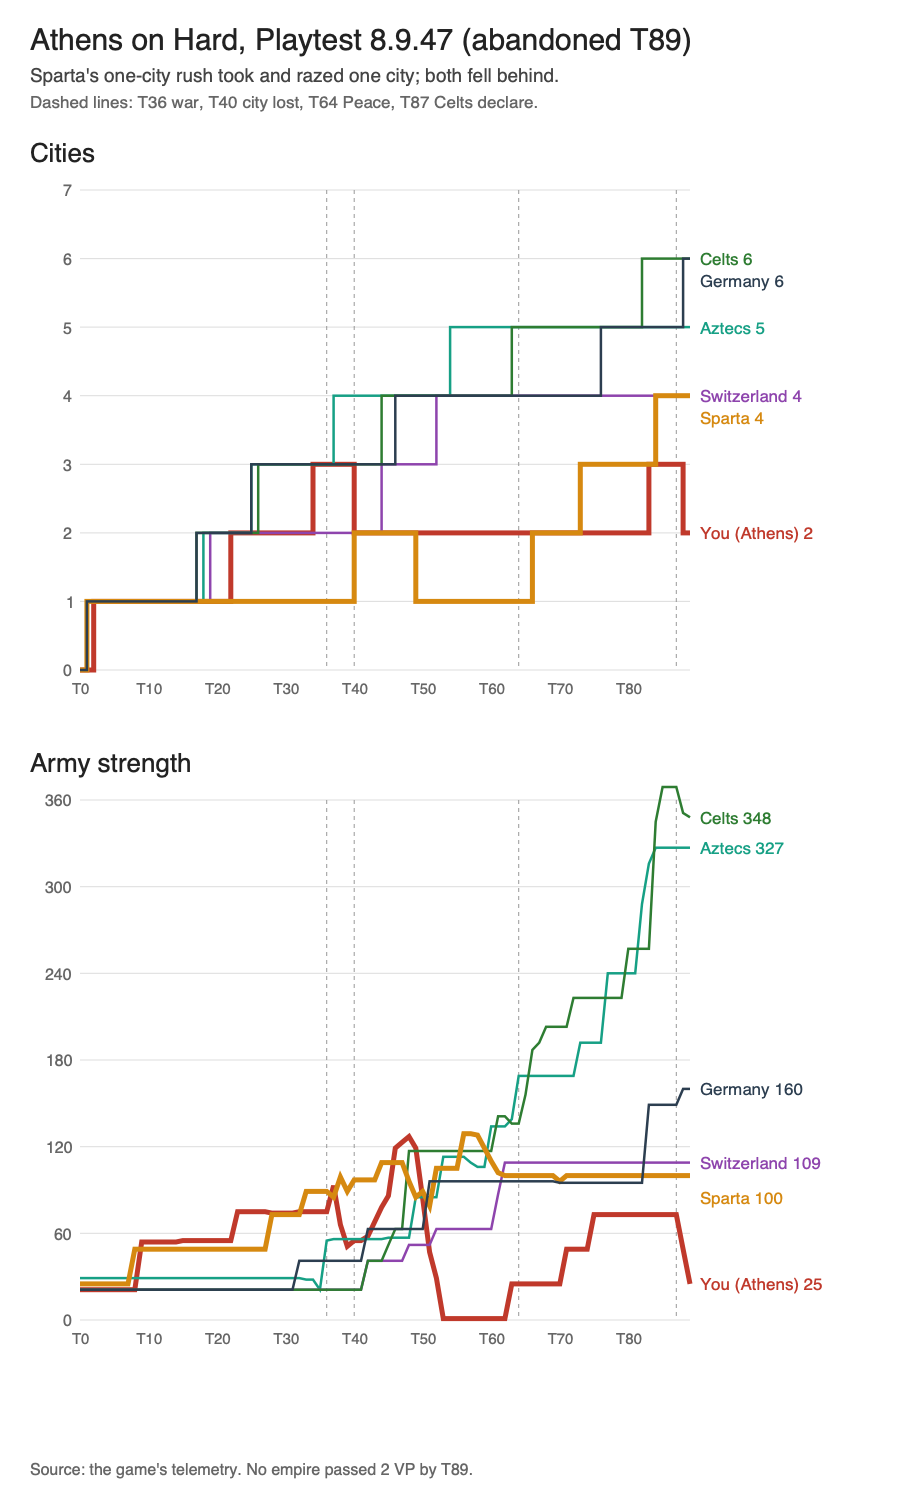 Athens on Hard, Playtest 8.9.47 (abandoned T89)
Sparta's one-city rush took and razed one city; both fell behind.
Dashed lines: T36 war, T40 city lost, T64 Peace, T87 Celts declare.
Cities
7
6
5
4
3
2
1
0
Celts 6
Germany 6
Aztecs 5
Switzerland 4
Sparta 4
You (Athens) 2
T0 T10 T20 T30 T40 T50 T60 T70 T80
Army strength
360
300
240
180
120
60
0
Celts 348
Aztecs 327
Germany 160
Switzerland 109
Sparta 100
You (Athens) 25
T0 T10 T20 T30 T40 T50 T60 T70 T80
Source: the game's telemetry. No empire passed 2 VP by T89.